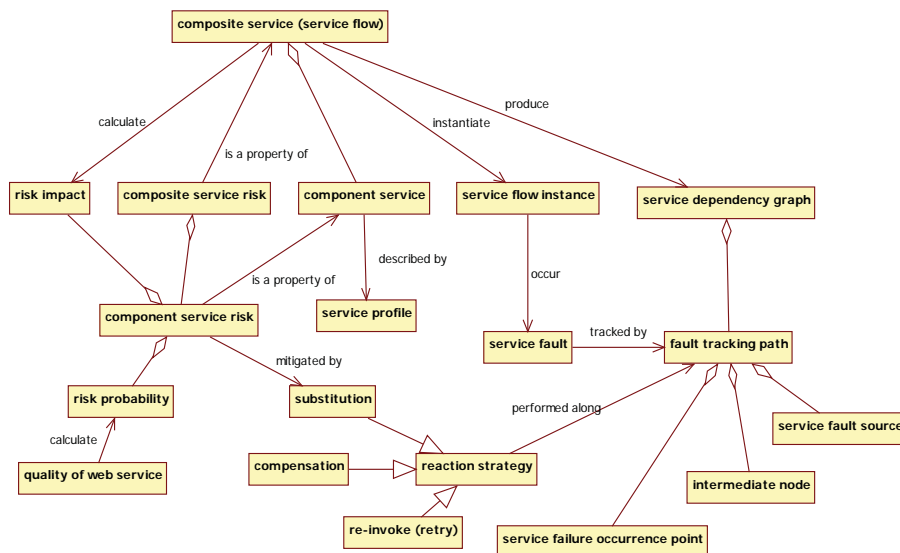 composite service (service flow)
produce
calculate
instantiate
is a property of
risk impact
composite service risk
component service
service flow instance
service dependency graph
described by
occur
is a property of
component service risk
service profile
service fault
tracked by
fault tracking path
mitigated by
risk probability
substitution
performed along
service fault source
calculate
quality of web service
compensation
reaction strategy
intermediate node
re-invoke (retry)
service failure occurrence point